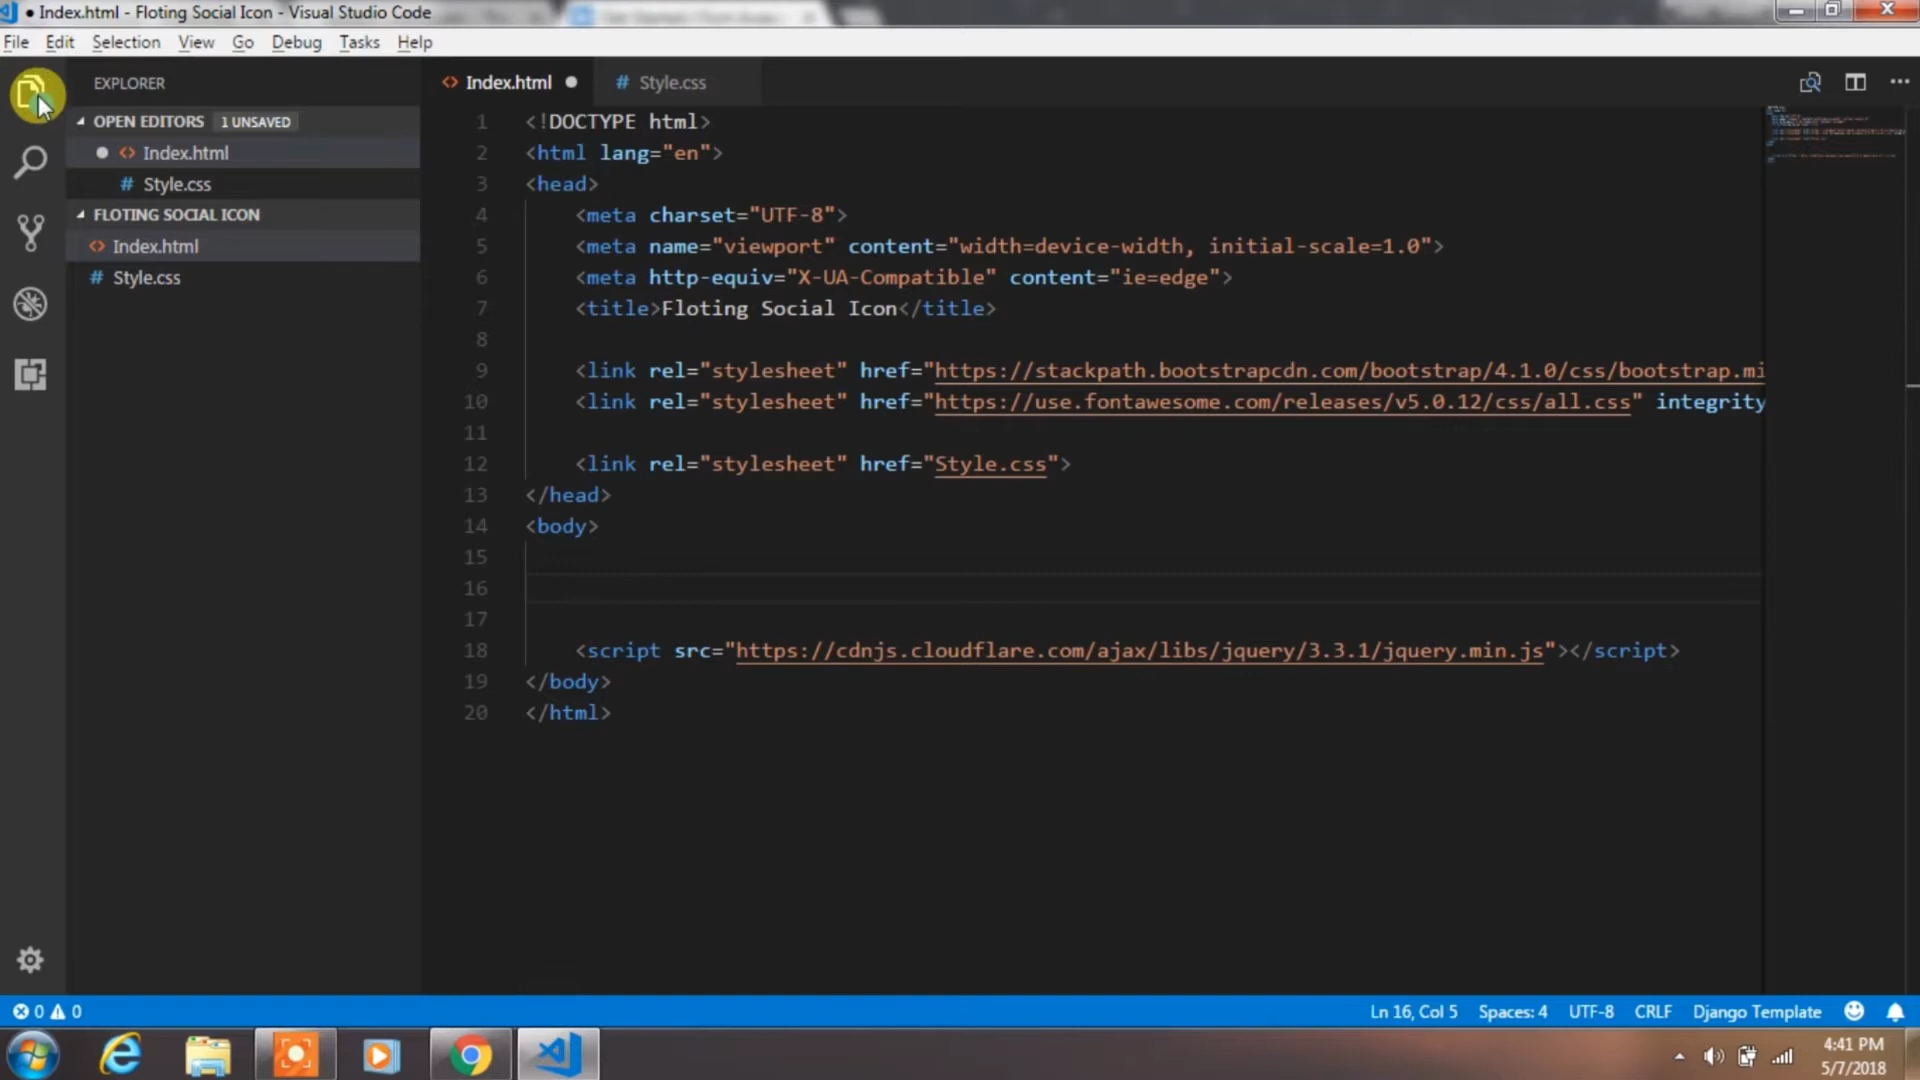 Index.html - Floting Social Icon - Visual Studio Code
File Edit Selection View Go Debug Tasks Help
EXPLORER
OPEN EDITORS 1 UNSAVED
Index.html
Style.css
FLOTING SOCIAL ICON
Index.html
Style.css
Index.html Style.css
1 <!DOCTYPE html>
2 <html lang="en">
3 <head>
4 <meta charset="UTF-8">
5 <meta name="viewport" content="width=device-width, initial-scale=1.0">
6 <meta http-equiv="X-UA-Compatible" content="ie=edge">
7 <title>Floting Social Icon</title>
8
9 <link rel="stylesheet" href="https://stackpath.bootstrapcdn.com/bootstrap/4.1.0/css/bootstrap.mi
10 <link rel="stylesheet" href="https://use.fontawesome.com/releases/v5.0.12/css/all.css" integrity
11
12 <link rel="stylesheet" href="Style.css">
13 </head>
14 <body>
15
16
17
18 <script src="https://cdnjs.cloudflare.com/ajax/libs/jquery/3.3.1/jquery.min.js"></script>
19 </body>
20 </html>
0 0 Ln 16, Col 5 Spaces: 4 UTF-8 CRLF Django Template
4:41 PM
5/7/2018